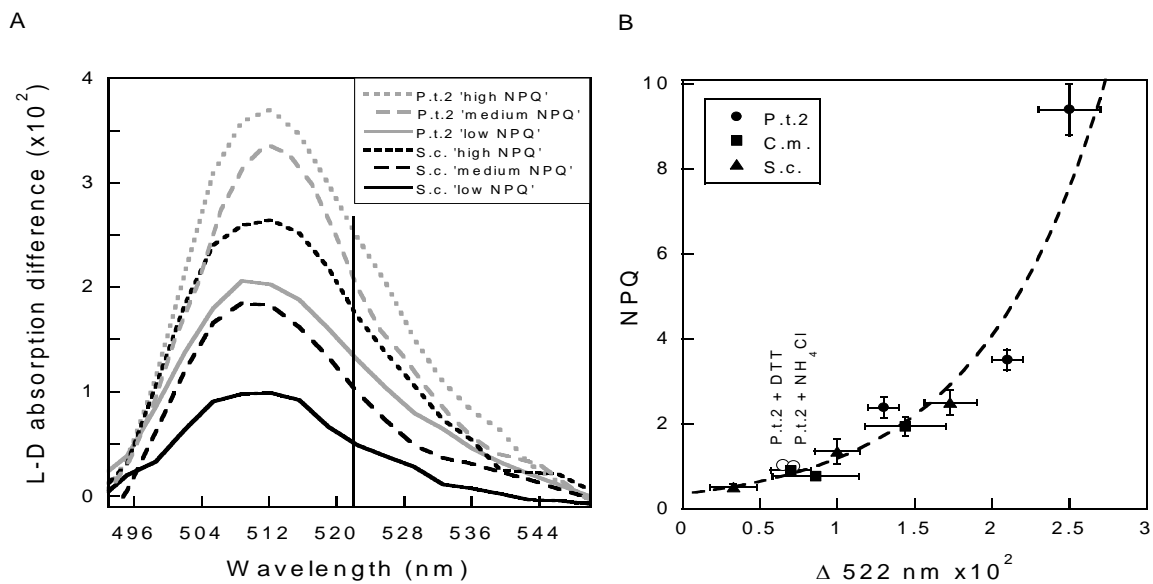 A
B
L-D absorption difference (x10²)
4
3
2
1
0
P.t.2 'high NPQ'
P.t.2 'medium NPQ'
P.t.2 'low NPQ'
S.c. 'high NPQ'
S.c. 'medium NPQ'
S.c. 'low NPQ'
496 504 512 520 528 536 544
Wavelength (nm)
NPQ
10
8
6
4
2
0
P.t.2
C.m.
S.c.
P.t.2 + DTT
P.t.2 + NH₄Cl
0 0.5 1 1.5 2 2.5 3
Δ 522 nm x10²